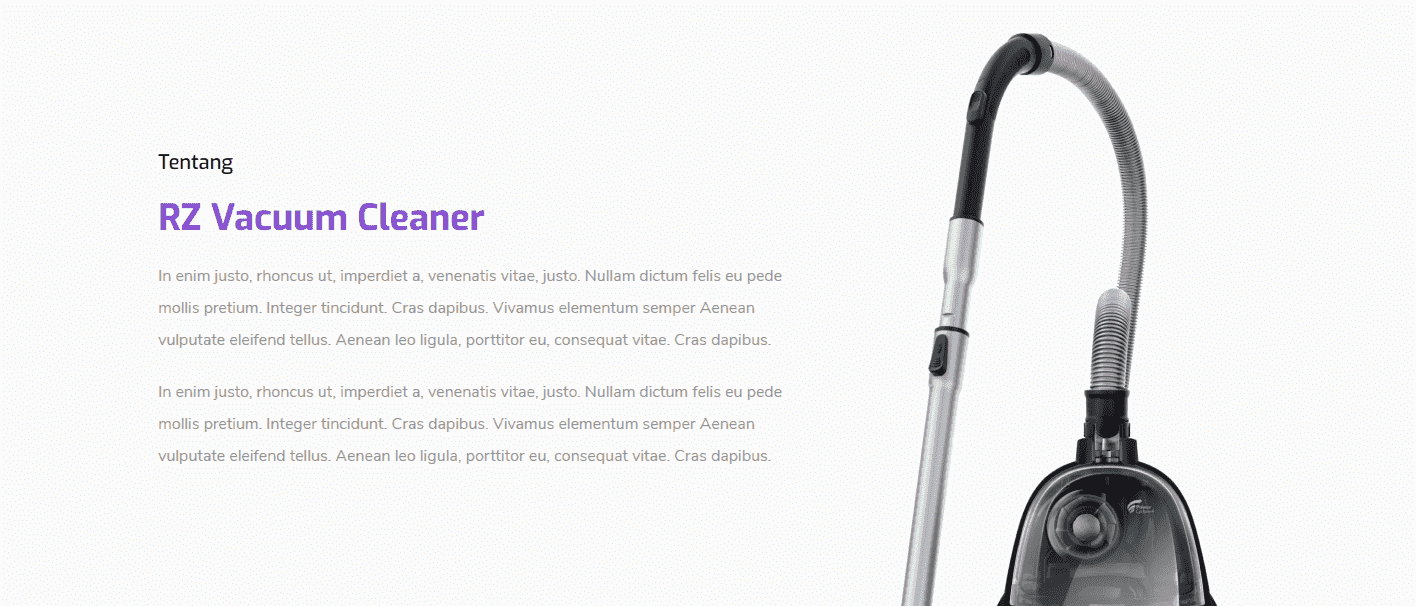 Tentang
RZ Vacuum Cleaner
In enim justo, rhoncus ut, imperdiet a, venenatis vitae, justo. Nullam dictum felis eu pede
mollis pretium. Integer tincidunt. Cras dapibus. Vivamus elementum semper Aenean
vulputate eleifend tellus. Aenean leo ligula, porttitor eu, consequat vitae. Cras dapibus.
In enim justo, rhoncus ut, imperdiet a, venenatis vitae, justo. Nullam dictum felis eu pede
mollis pretium. Integer tincidunt. Cras dapibus. Vivamus elementum semper Aenean
vulputate eleifend tellus. Aenean leo ligula, porttitor eu, consequat vitae. Cras dapibus.